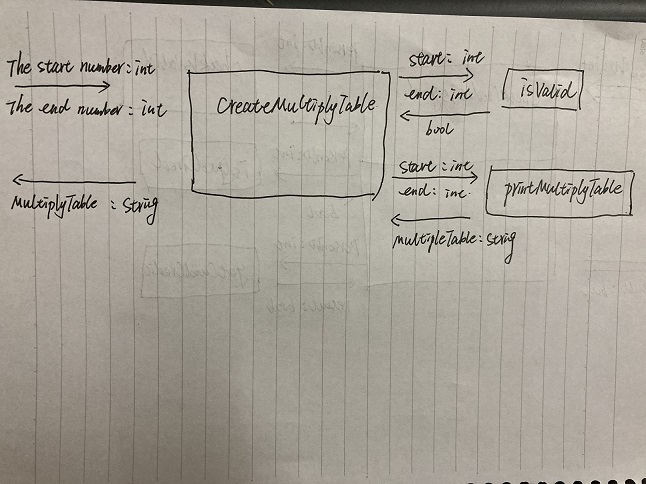 The start number: int
The end number: int
MultiplyTable: String
CreateMultiplyTable
start: int
end: int
bool
isValid
start: int
end: int.
multipleTable: String
printMultiplyTable